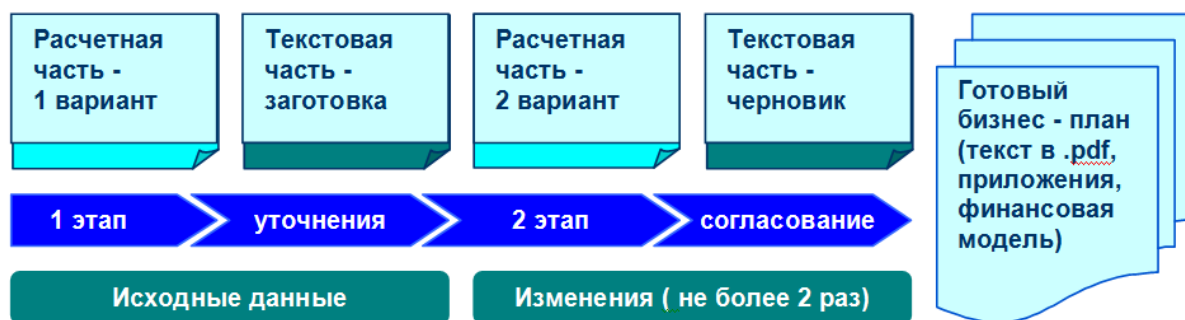 Расчетная
часть -
1 вариант
Текстовая
часть -
заготовка
Расчетная
часть -
2 вариант
Текстовая
часть -
черновик
Готовый
бизнес - план
(текст в .pdf,
приложения,
финансовая
модель)
1 этап
уточнения
2 этап
согласование
Исходные данные
Изменения ( не более 2 раз)